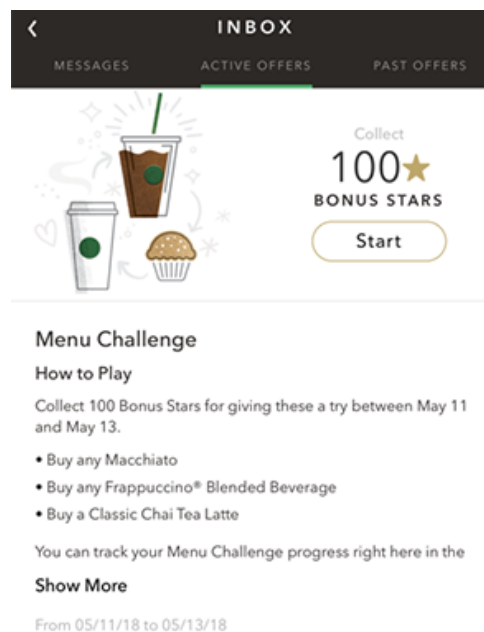 INBOX
MESSAGES
ACTIVE OFFERS
PAST OFFERS
Collect
100
BONUS STARS
Start
Menu Challenge
How to Play
Collect 100 Bonus Stars for giving these a try between May 11
and May 13.
• Buy any Macchiato
• Buy any Frappuccino® Blended Beverage
• Buy a Classic Chai Tea Latte
You can track your Menu Challenge progress right here in the
Show More
From 05/11/18 to 05/13/18